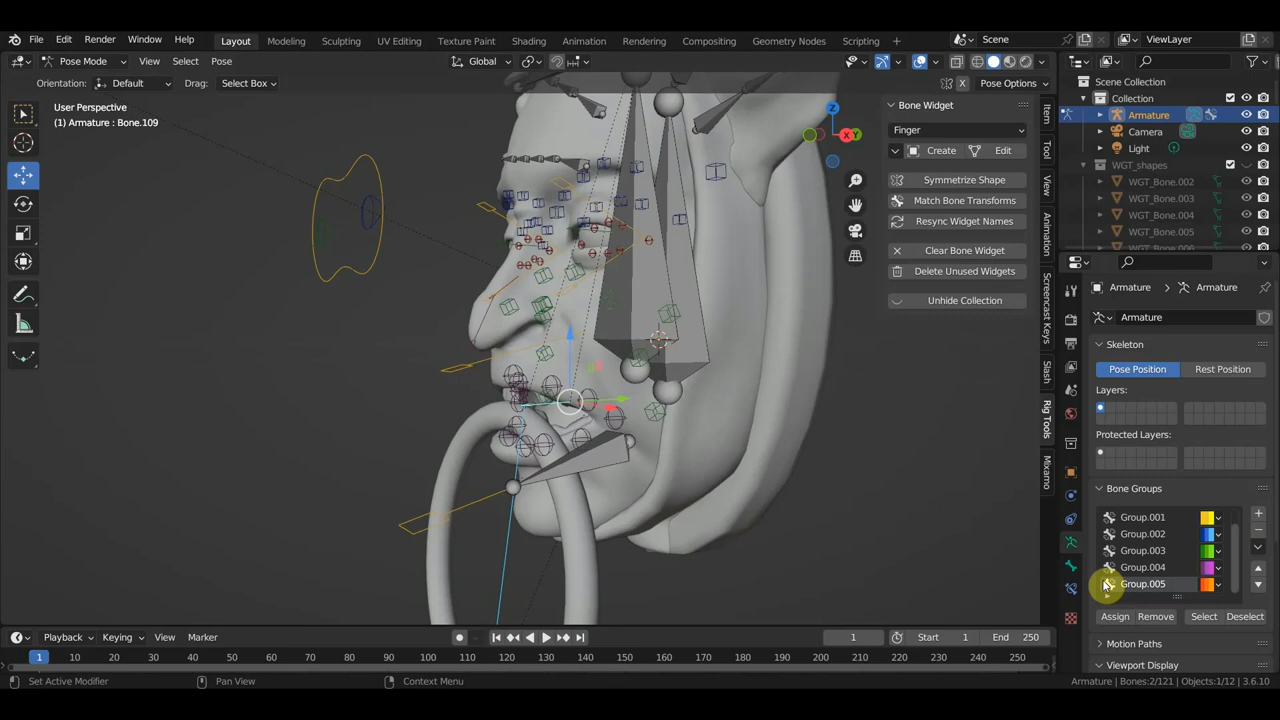 File Edit Render Window Help Layout Modeling Sculpting UV Editing Texture Paint Shading Animation Rendering Compositing Geometry Nodes Scripting + Scene ViewLayer
Pose Mode View Select Pose Global
Orientation: Default Drag: Select Box X Pose Options
User Perspective
(1) Armature : Bone.109
Bone Widget
Finger
Create Edit
Symmetrize Shape
Match Bone Transforms
Resync Widget Names
Clear Bone Widget
Delete Unused Widgets
Unhide Collection
Z
X Y
Item
Tool
View
Animation
Screencast Keys
Slash
Rig Tools
Mixamo
Scene Collection
Collection
Armature
Camera
Light
WGT_shapes
WGT_Bone.002
WGT_Bone.003
WGT_Bone.004
WGT_Bone.005
Armature > Armature
Armature
Skeleton
Pose Position Rest Position
Layers:
Protected Layers:
Bone Groups
Group.001
Group.002
Group.003
Group.004
Group.005
Assign Remove Select Deselect
Motion Paths
Viewport Display
Playback Keying View Marker 1 Start 1 End 250
1 10 20 30 40 50 60 70 80 90 100 110 120 130 140 150 160 170 180 190 200 210 220 230 240 250
Set Active Modifier Pan View Context Menu Armature | Bones:2/121 | Objects:1/12 | 3.6.10